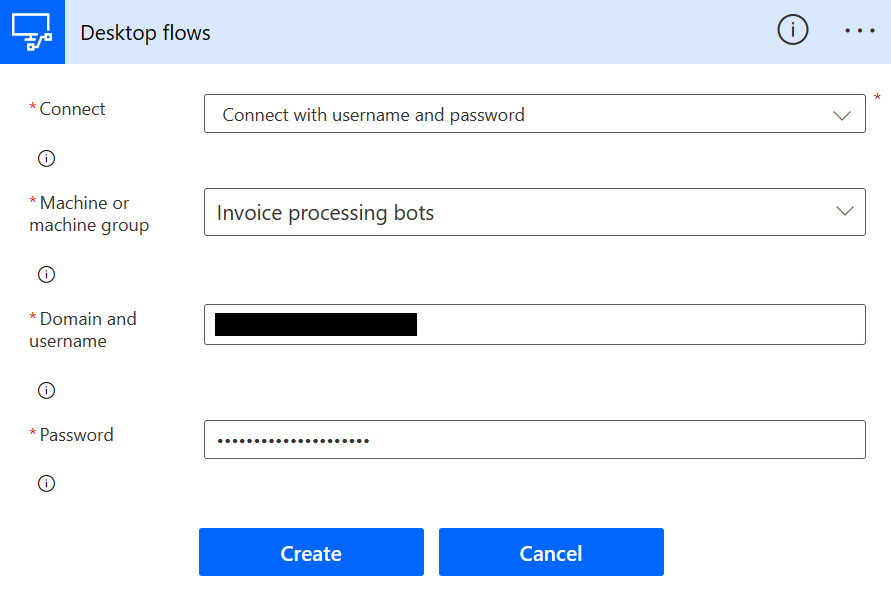 Desktop flows
* Connect
Connect with username and password
*
* Machine or
machine group
Invoice processing bots
* Domain and
username
* Password
••••••••••••••••••••
Create
Cancel